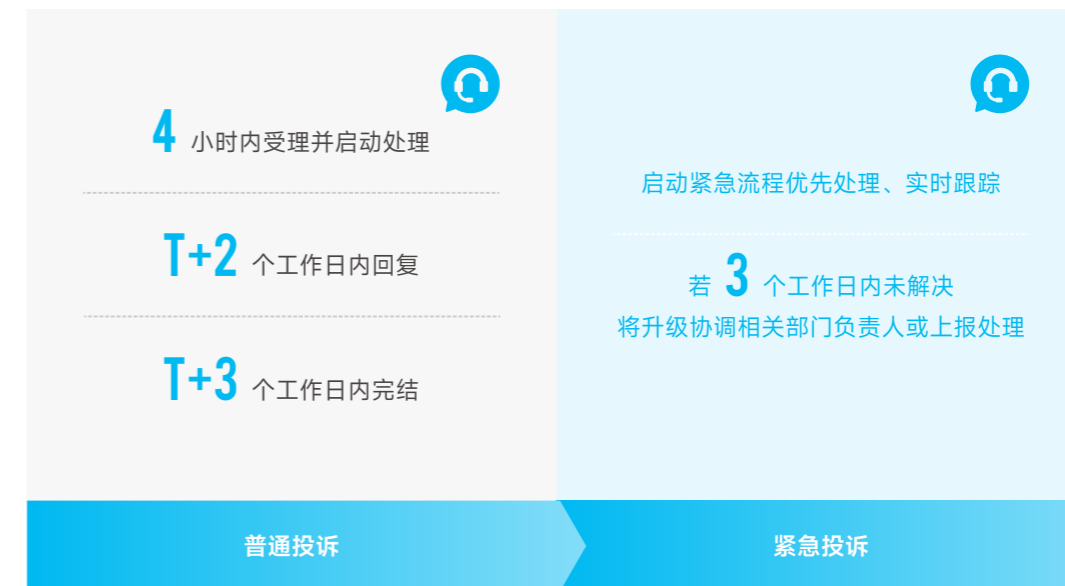 4 小时内受理并启动处理
T+2 个工作日内回复
T+3 个工作日内完结
普通投诉
启动紧急流程优先处理、实时跟踪
若 3 个工作日内未解决
将升级协调相关部门负责人或上报处理
紧急投诉